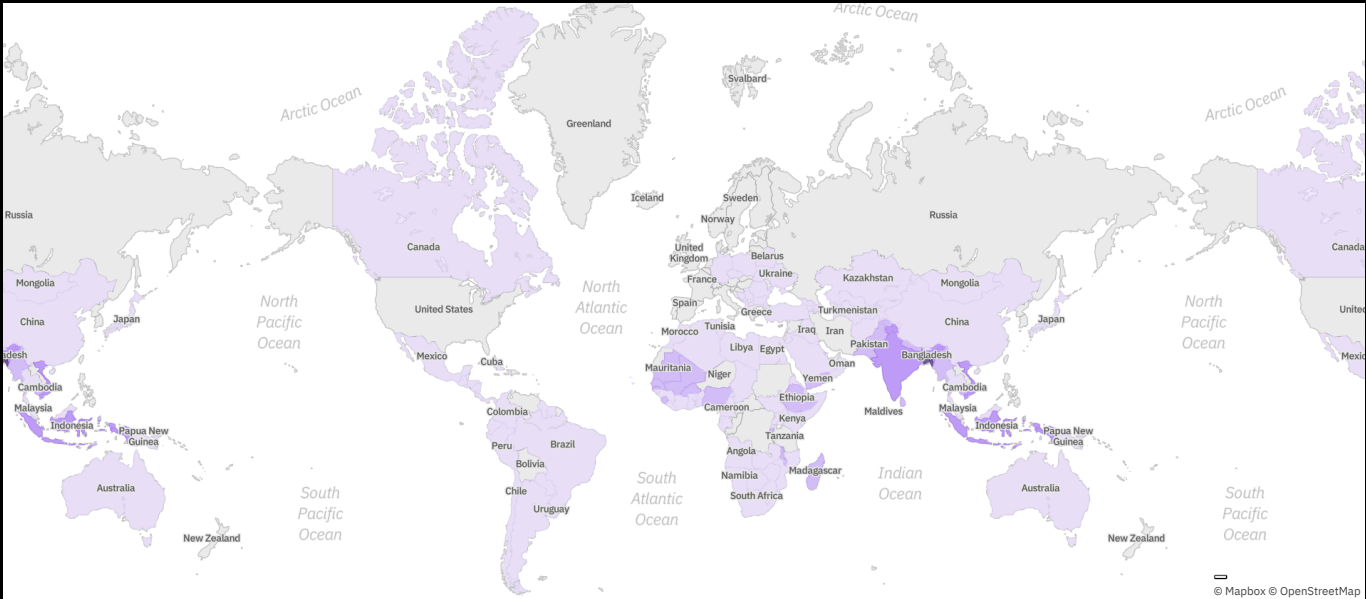 Arctic Ocean
Svalbard
Arctic Ocean
Arctic Ocean
Greenland
Iceland
Sweden
Russia
Norway
Russia
Canada
United
Kingdom
Belarus
Canada
Mongolia
France
Ukraine
Kazakhstan
Mongolia
North
Pacific
Ocean
North
Atlantic
Ocean
North
Pacific
Ocean
United States
Spain
Greece
Turkmenistan
China
Japan
Morocco
Tunisia
Iraq
Iran
China
Japan
Unite
adesh
Mexico
Cuba
Libya
Egypt
Pakistan
Bangladesh
Mexic
Cambodia
Mauritania
Niger
Oman
Yemen
Cambodia
Malaysia
Colombia
Cameroon
Ethiopia
Maldives
Malaysia
Indonesia
Papua New
Guinea
Kenya
Indonesia
Papua New
Guinea
Peru
Brazil
Tanzania
Bolivia
Angola
Madagascar
Australia
Chile
Namibia
South Africa
Australia
South
Pacific
Ocean
South
Atlantic
Ocean
Indian
Ocean
South
Pacific
Ocean
Uruguay
New Zealand
New Zealand
© Mapbox © OpenStreetMap